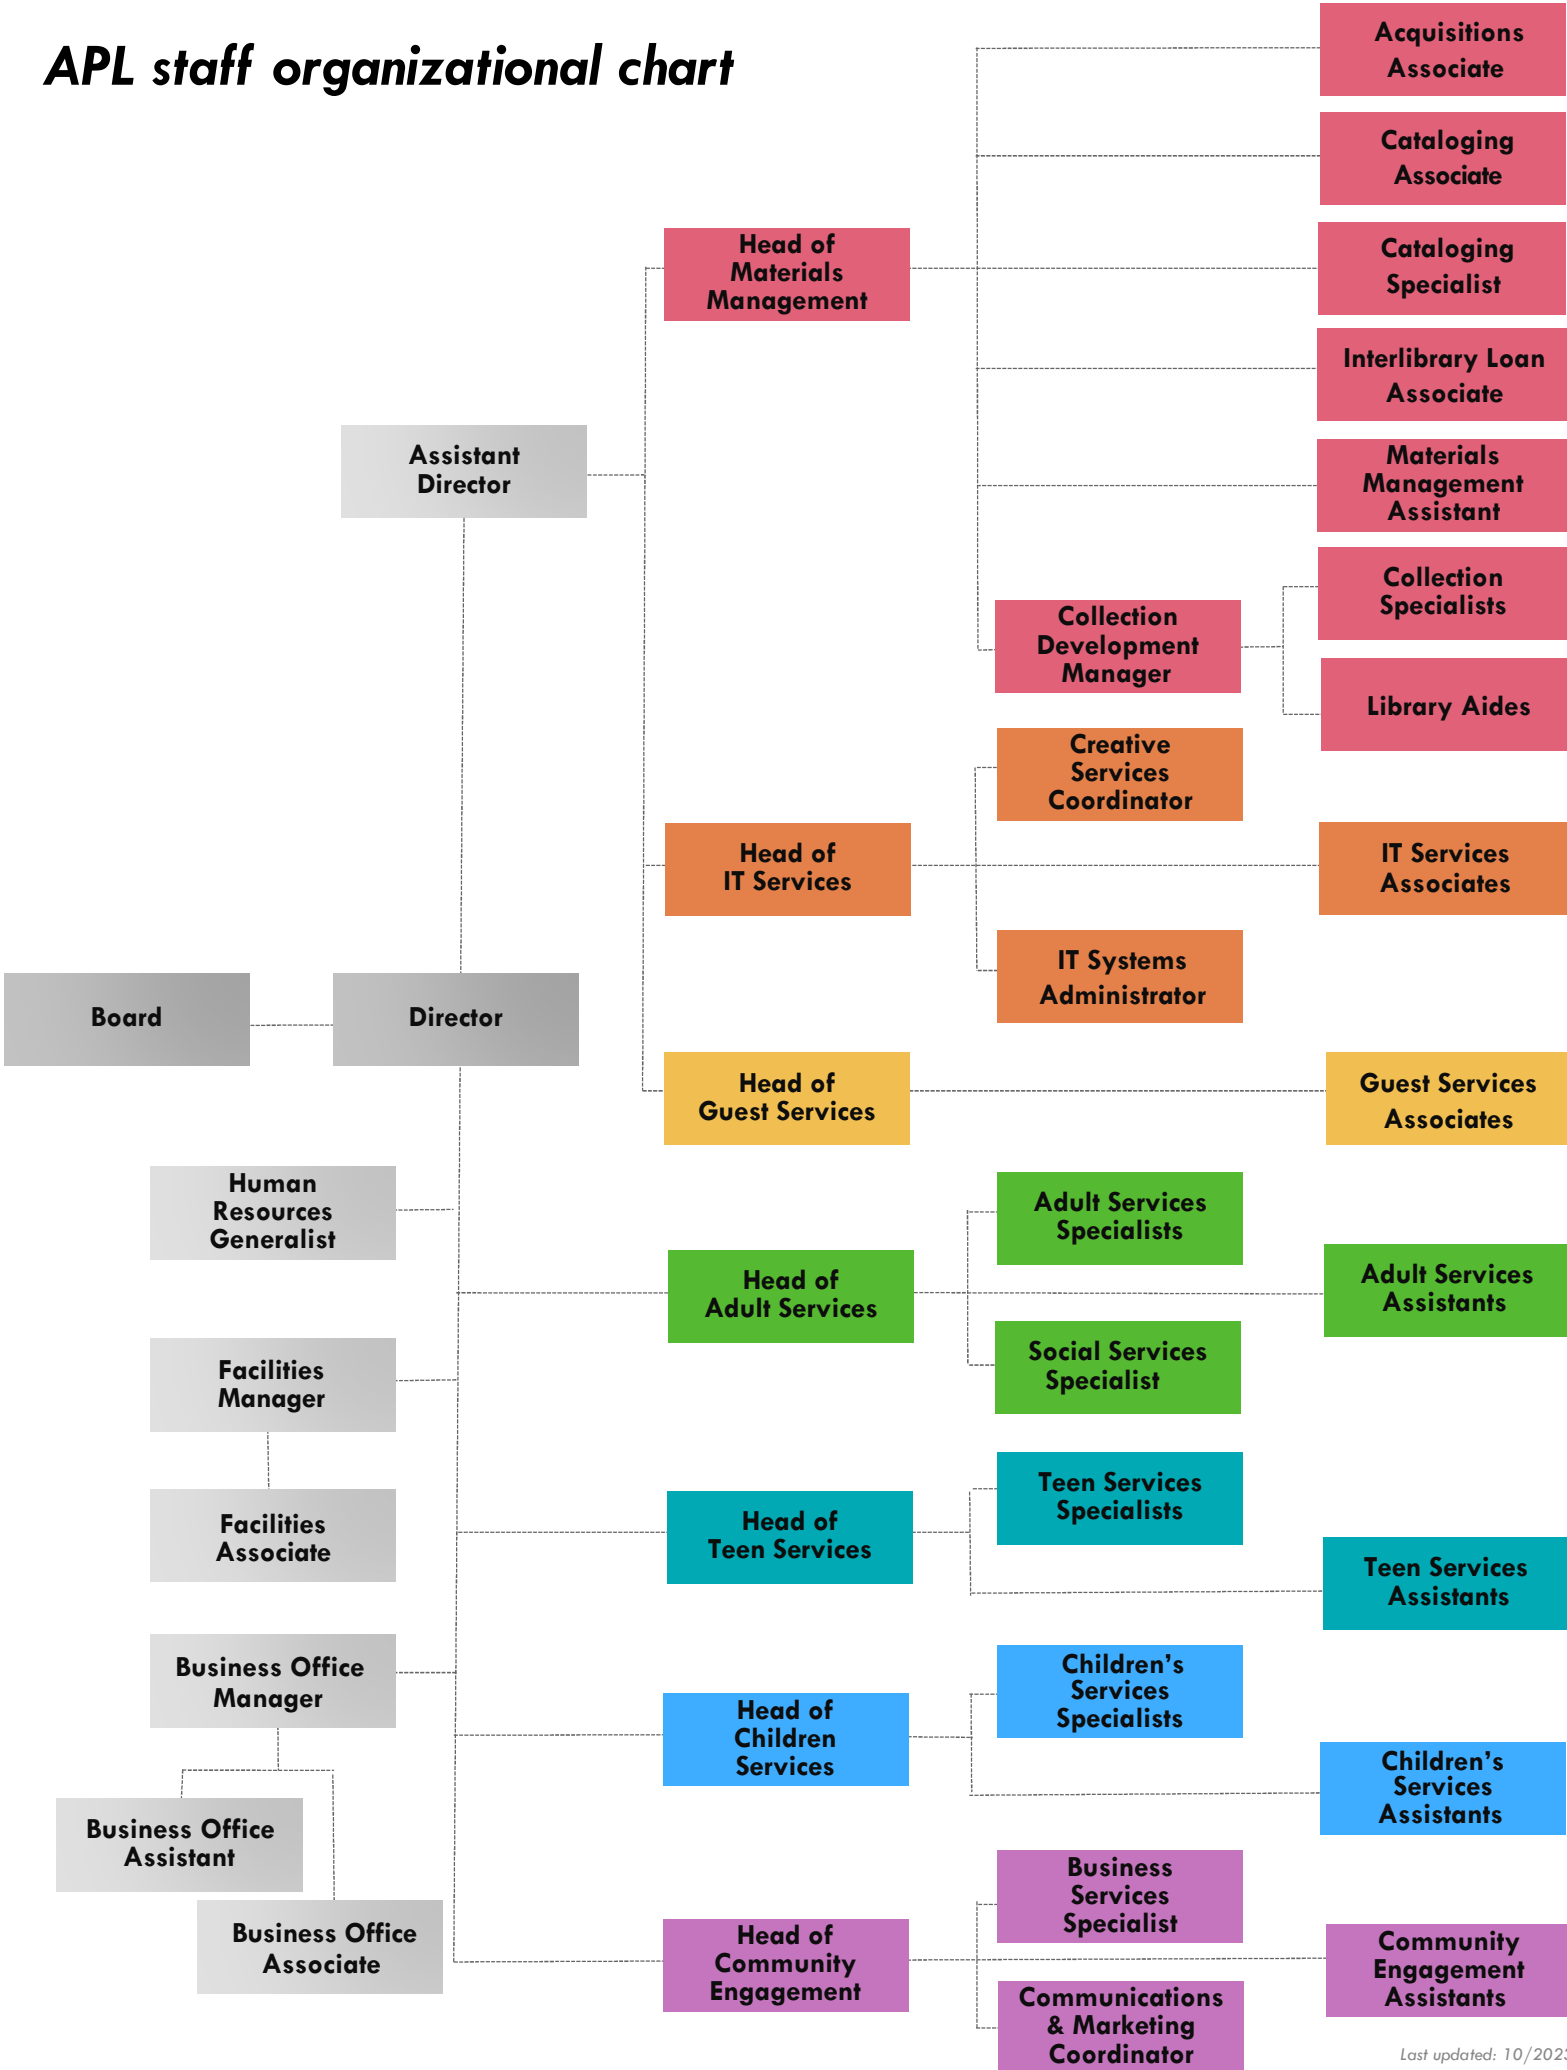 APL staff organizational chart
Acquisitions
Associate
Cataloging
Associate
Head of
Materials
Management
Cataloging
Specialist
Interlibrary Loan
Associate
Assistant
Director
Materials
Management
Assistant
Collection
Specialists
Collection
Development
Manager
Library Aides
Creative
Services
Coordinator
Head of
IT Services
IT Services
Associates
IT Systems
Administrator
Board
Director
Head of
Guest Services
Guest Services
Associates
Human
Resources
Generalist
Adult Services
Specialists
Head of
Adult Services
Adult Services
Assistants
Social Services
Specialist
Facilities
Manager
Facilities
Associate
Teen Services
Specialists
Head of
Teen Services
Teen Services
Assistants
Business Office
Manager
Children’s
Services
Specialists
Head of
Children
Services
Children’s
Services
Assistants
Business Office
Assistant
Business Office
Associate
Business
Services
Specialist
Head of
Community
Engagement
Community
Engagement
Assistants
Communications
& Marketing
Coordinator
Last updated: